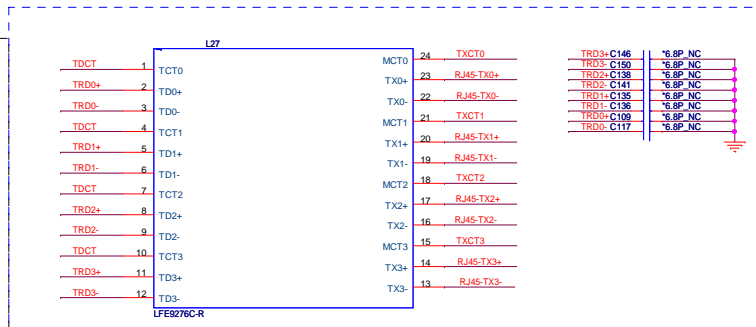 L27
TDCT 1 TCT0 MCT0 24 TXCT0
TRD0+ 2 TD0+ TX0+ 23 RJ45-TX0+
TRD0- 3 TD0- TX0- 22 RJ45-TX0-
TDCT 4 TCT1 MCT1 21 TXCT1
TRD1+ 5 TD1+ TX1+ 20 RJ45-TX1+
TRD1- 6 TD1- TX1- 19 RJ45-TX1-
TDCT 7 TCT2 MCT2 18 TXCT2
TRD2+ 8 TD2+ TX2+ 17 RJ45-TX2+
TRD2- 9 TD2- TX2- 16 RJ45-TX2-
TDCT 10 TCT3 MCT3 15 TXCT3
TRD3+ 11 TD3+ TX3+ 14 RJ45-TX3+
TRD3- 12 TD3- TX3- 13 RJ45-TX3-
LFE9276C-R
TRD3+ C146 *6.8P_NC
TRD3- C150 *6.8P_NC
TRD2+ C138 *6.8P_NC
TRD2- C141 *6.8P_NC
TRD1+ C135 *6.8P_NC
TRD1- C136 *6.8P_NC
TRD0+ C109 *6.8P_NC
TRD0- C117 *6.8P_NC